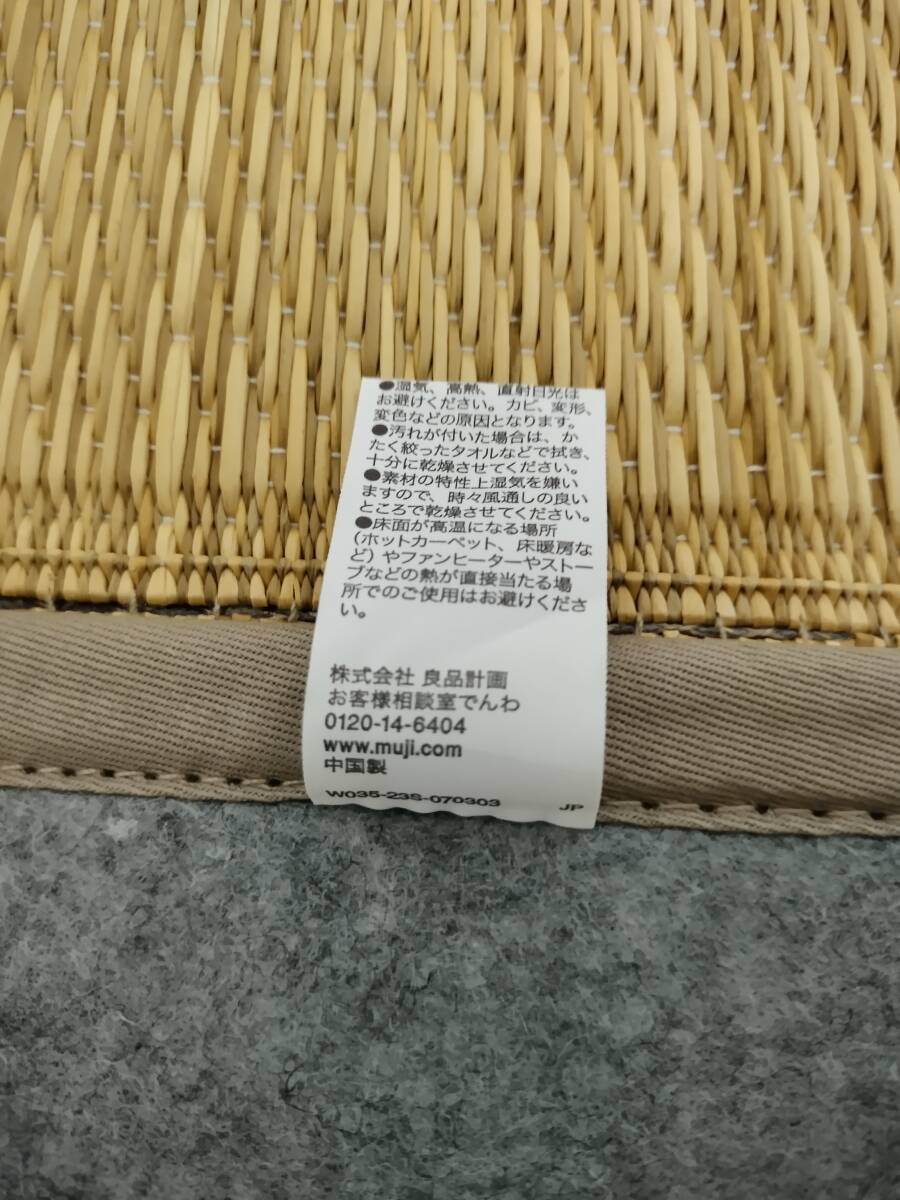 ●湿気、高熱、直射日光は
お避けください。カビ、変形、
変色などの原因となります。
●汚れが付いた場合は、か
たく絞ったタオルなどで拭き、
十分に乾燥させてください。
●素材の特性上湿気を嫌い
ますので、時々風通しの良い
ところで乾燥させてください。
●床面が高温になる場所
(ホットカーペット、床暖房な
ど)やファンヒーターやストー
ブなどの熱が直接当たる場
所でのご使用はお避けくださ
い。
株式会社 良品計画
お客様相談室でんわ
0120-14-6404
www.muji.com
中国製
W035-23S-070303 JP